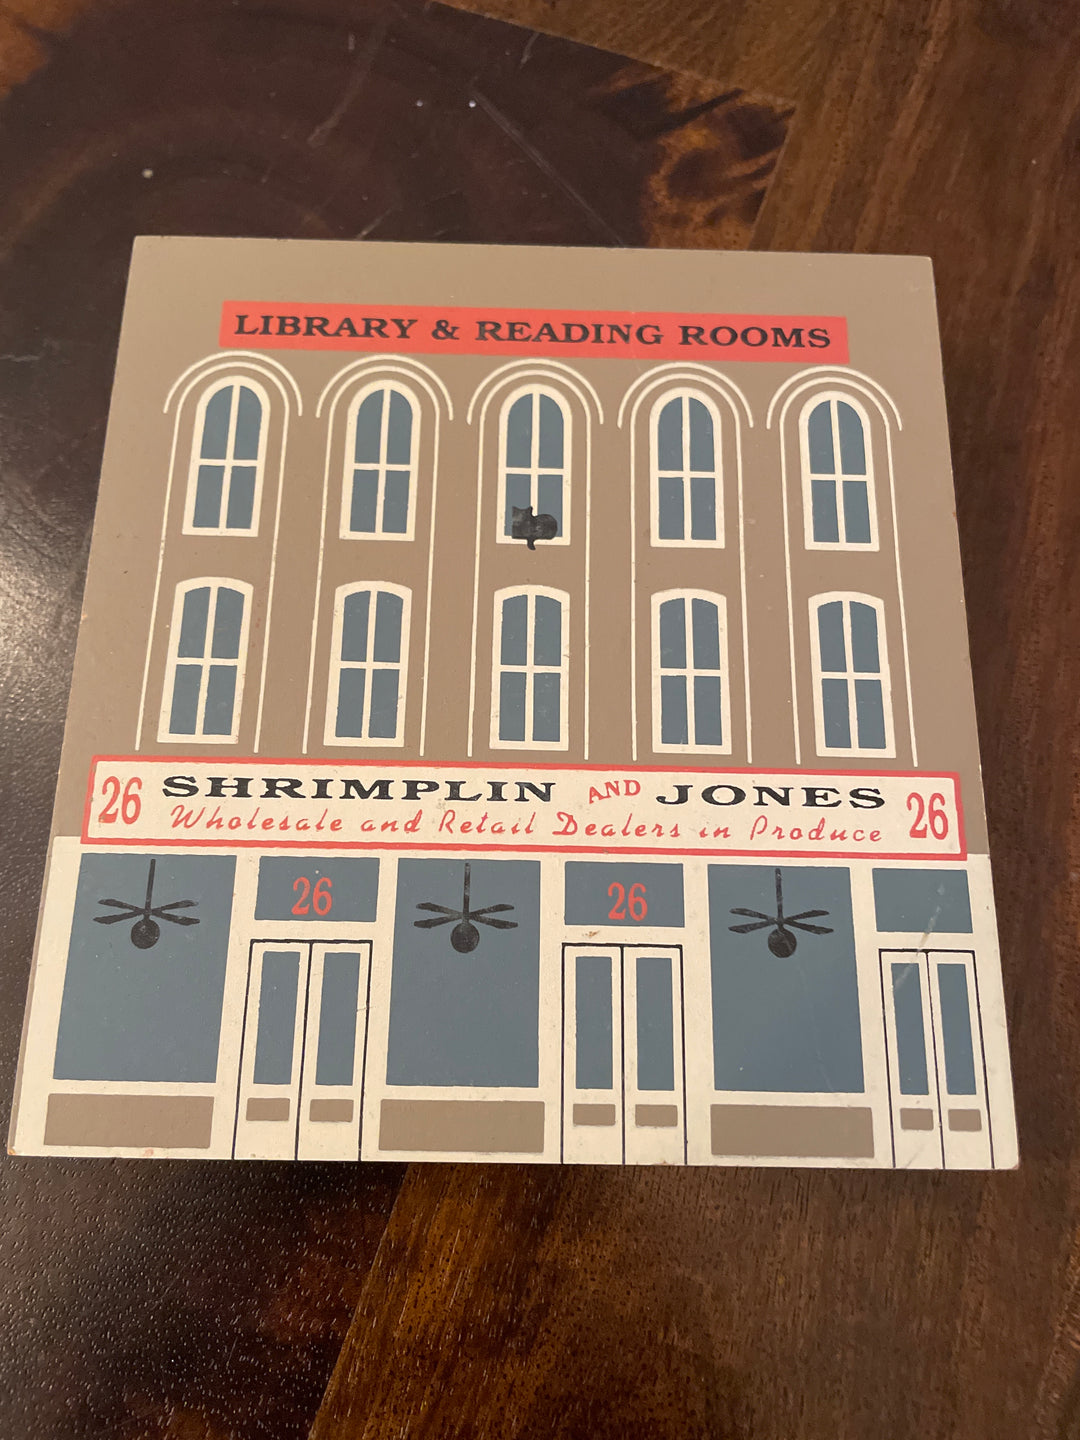 LIBRARY & READING ROOMS
26 SHRIMPLIN AND JONES 26
Wholesale and Retail Dealers in Produce
26 26